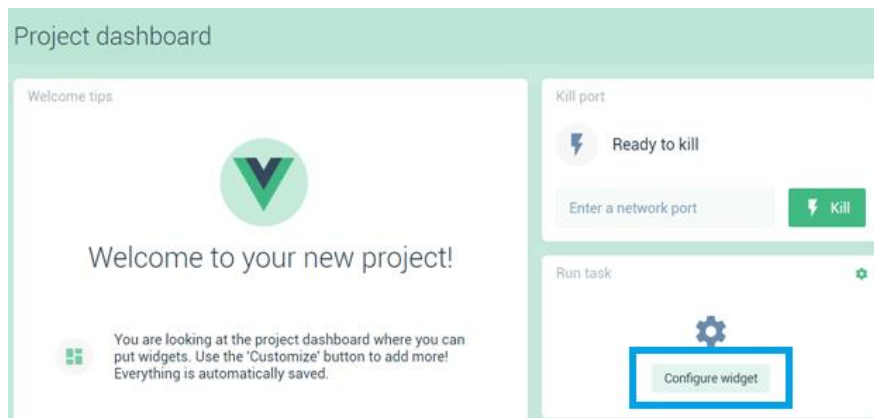 Project dashboard
Welcome tips
Welcome to your new project!
You are looking at the project dashboard where you can
put widgets. Use the 'Customize' button to add more!
Everything is automatically saved.
Kill port
Ready to kill
Enter a network port
Kill
Run task
Configure widget